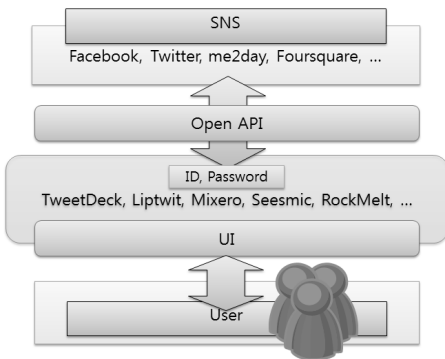 SNS
Facebook, Twitter, me2day, Foursquare, ...
Open API
ID, Password
TweetDeck, Liptwit, Mixero, Seesmic, RockMelt, ...
UI
User